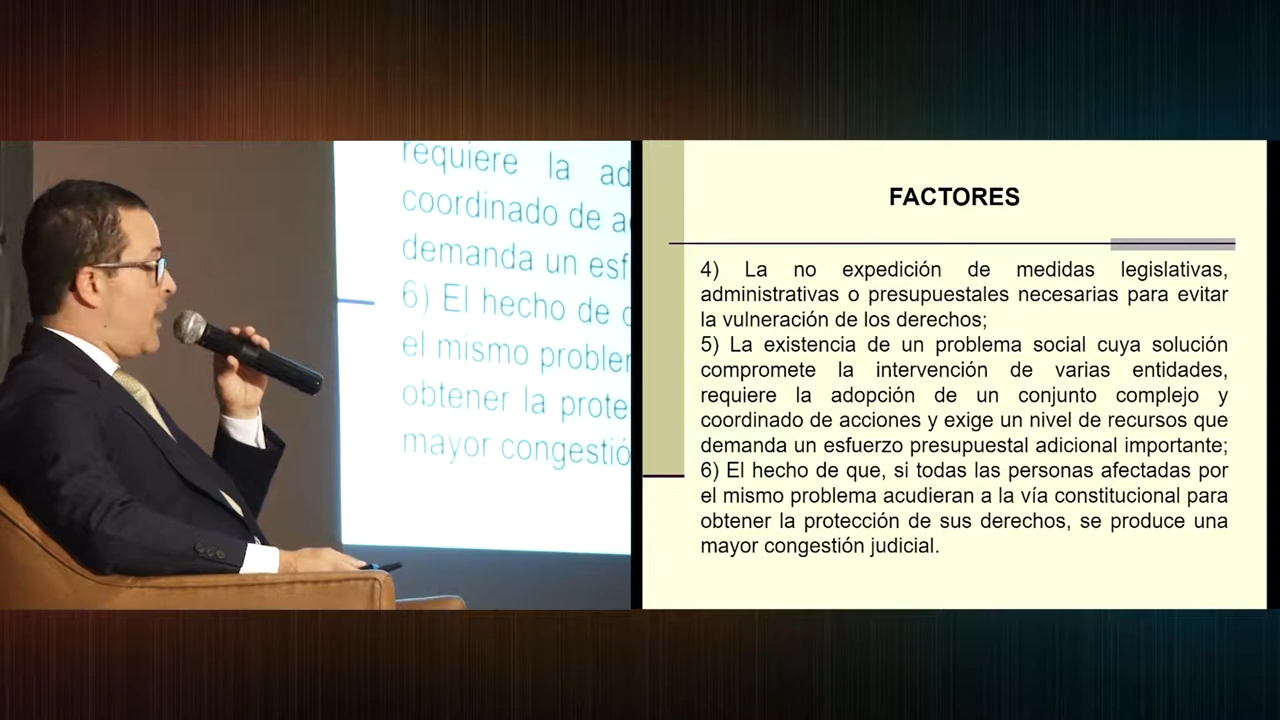 requiere la
coordinado de
demanda un
6) El hecho de
el mismo
obtener la
mayor
FACTORES
4) La no expedición de medidas legislativas,
administrativas o presupuestales necesarias para evitar
la vulneración de los derechos;
5) La existencia de un problema social cuya solución
compromete la intervención de varias entidades,
requiere la adopción de un conjunto complejo y
coordinado de acciones y exige un nivel de recursos que
demanda un esfuerzo presupuestal adicional importante;
6) El hecho de que, si todas las personas afectadas por
el mismo problema acudieran a la vía constitucional para
obtener la protección de sus derechos, se produce una
mayor congestión judicial.